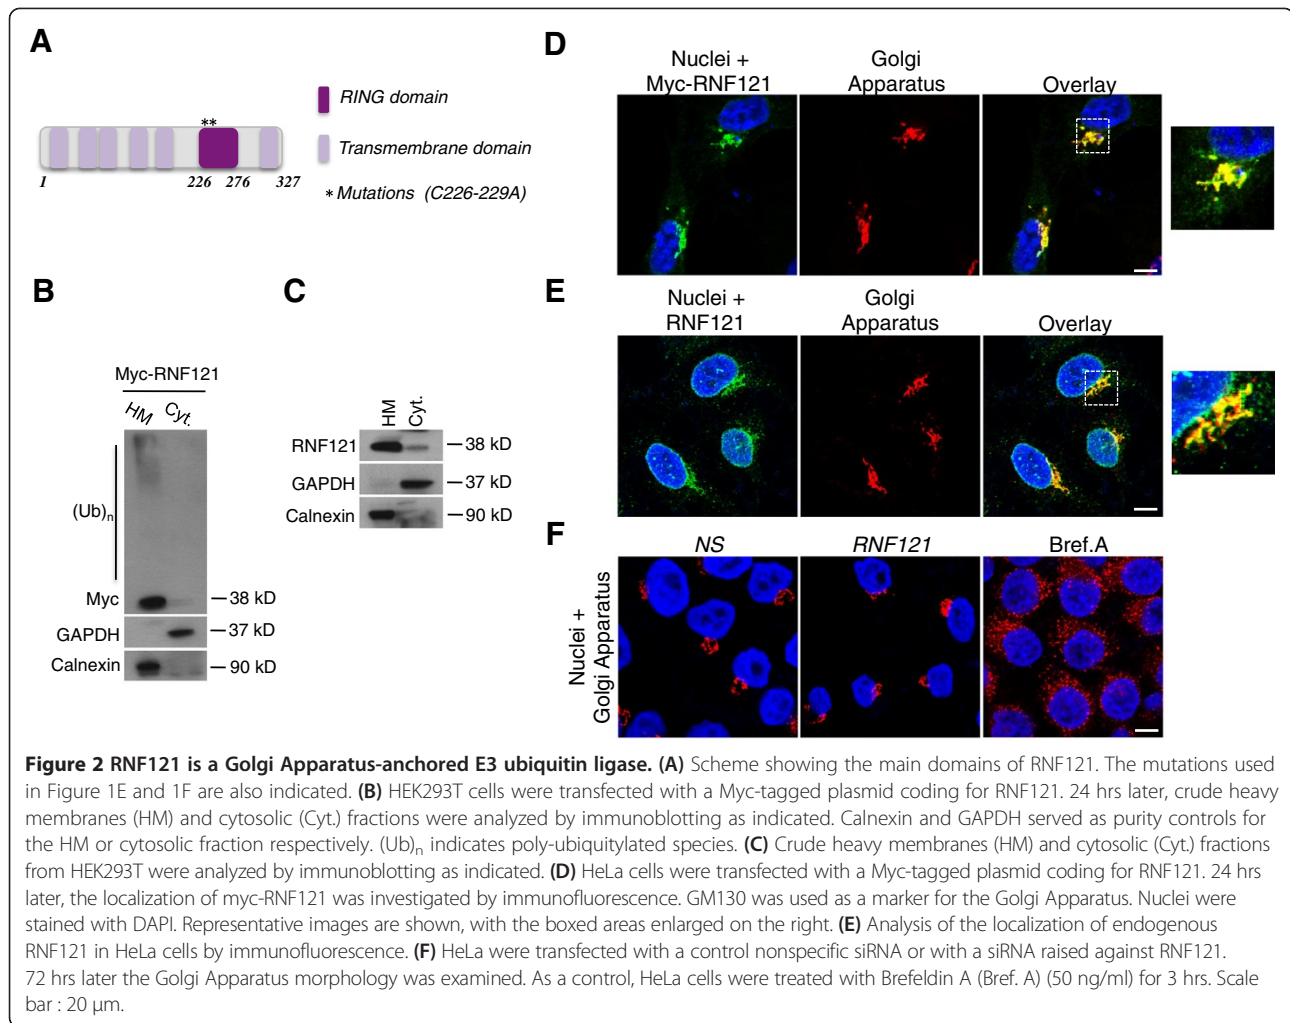 A
RING domain
Transmembrane domain
* Mutations (C226-229A)
**
1 226 276 327
B
Myc-RNF121
HM Cyt.
(Ub)n
Myc
38 kD
GAPDH
37 kD
Calnexin
90 kD
C
HM Cyt.
RNF121
38 kD
GAPDH
37 kD
Calnexin
90 kD
D
Nuclei +
Myc-RNF121
Golgi
Apparatus
Overlay
E
Nuclei +
RNF121
Golgi
Apparatus
Overlay
F
NS
RNF121
Bref.A
Nuclei +
Golgi Apparatus
Figure 2 RNF121 is a Golgi Apparatus-anchored E3 ubiquitin ligase. (A) Scheme showing the main domains of RNF121. The mutations used
in Figure 1E and 1F are also indicated. (B) HEK293T cells were transfected with a Myc-tagged plasmid coding for RNF121. 24 hrs later, crude heavy
membranes (HM) and cytosolic (Cyt.) fractions were analyzed by immunoblotting as indicated. Calnexin and GAPDH served as purity controls for
the HM or cytosolic fraction respectively. (Ub)n indicates poly-ubiquitylated species. (C) Crude heavy membranes (HM) and cytosolic (Cyt.) fractions
from HEK293T were analyzed by immunoblotting as indicated. (D) HeLa cells were transfected with a Myc-tagged plasmid coding for RNF121. 24 hrs
later, the localization of myc-RNF121 was investigated by immunofluorescence. GM130 was used as a marker for the Golgi Apparatus. Nuclei were
stained with DAPI. Representative images are shown, with the boxed areas enlarged on the right. (E) Analysis of the localization of endogenous
RNF121 in HeLa cells by immunofluorescence. (F) HeLa were transfected with a control nonspecific siRNA or with a siRNA raised against RNF121.
72 hrs later the Golgi Apparatus morphology was examined. As a control, HeLa cells were treated with Brefeldin A (Bref. A) (50 ng/ml) for 3 hrs. Scale
bar : 20 µm.